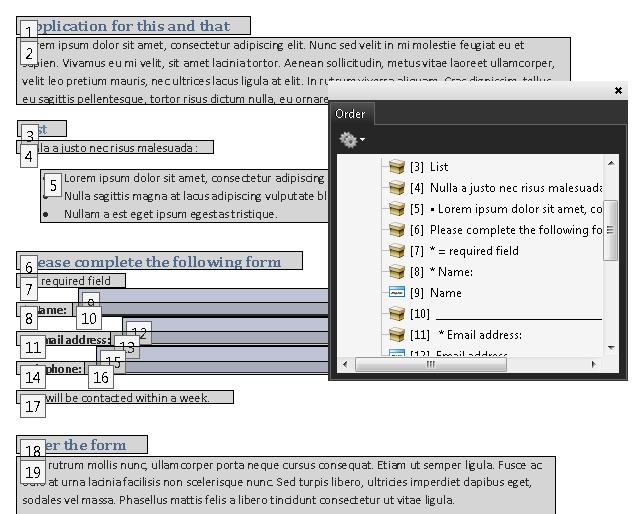 1 pplication for this and that
2 rem ipsum dolor sit amet, consectetur adipiscing elit. Nunc sed velit in mi molestie feugiat eu et
pien. Vivamus eu mi velit, sit amet lacinia tortor. Aenean sollicitudin, metus vitae laoreet ullamcorper,
velit leo pretium mauris, nec ultrices lacus ligula at elit. In rutrum viverra aliquam. Cras dignissim, tellus
eu sagittis pellentesque, tortor risus dictum nulla, eu ornare
3 st
4 la a justo nec risus malesuada :
5 Lorem ipsum dolor sit amet, consectetur adipiscing
• Nulla sagittis magna at lacus adipiscing vulputate bl
• Nullam a est eget ipsum egestas tristique.
6 ease complete the following form
7 required field
9
8 ame: 10
12
11 mail address: 13
15
14 phone: 16
17 will be contacted within a week.
18 er the form
19 rutrum mollis nunc, ullamcorper porta neque cursus consequat. Etiam ut semper ligula. Fusce ac
at urna lacinia facilisis non scelerisque nunc. Sed turpis libero, ultricies imperdiet dapibus eget,
sodales vel massa. Phasellus mattis felis a libero tincidunt consectetur ut vitae ligula.
Order
[3] List
[4] Nulla a justo nec risus malesuada
[5] • Lorem ipsum dolor sit amet, co
[6] Please complete the following fo
[7] * = required field
[8] * Name:
[9] Name
[10] ____________________
[11] * Email address:
[12] Email address